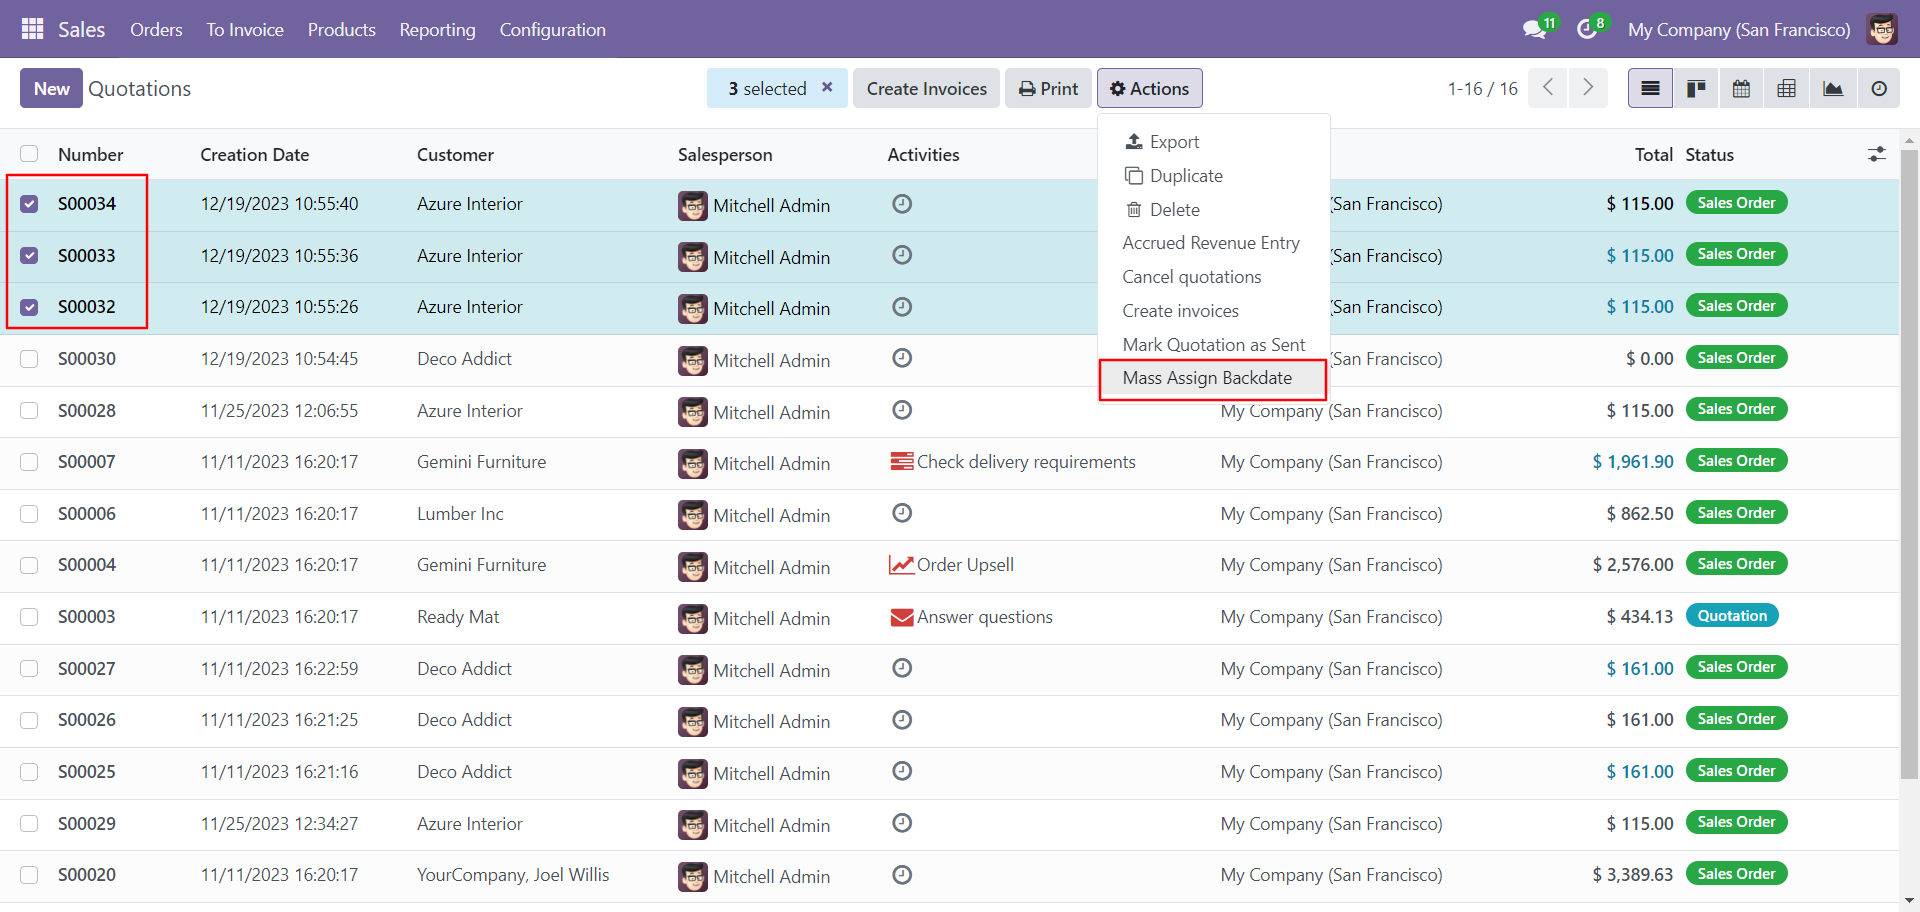 Sales Orders To Invoice Products Reporting Configuration 11 8 My Company (San Francisco)
New Quotations 3 selected × Create Invoices Print Actions 1-16 / 16
Number Creation Date Customer Salesperson Activities Total Status
Export
Duplicate
Delete
Accrued Revenue Entry
Cancel quotations
Create invoices
Mark Quotation as Sent
Mass Assign Backdate
S00034 12/19/2023 10:55:40 Azure Interior Mitchell Admin (San Francisco) $ 115.00 Sales Order
S00033 12/19/2023 10:55:36 Azure Interior Mitchell Admin (San Francisco) $ 115.00 Sales Order
S00032 12/19/2023 10:55:26 Azure Interior Mitchell Admin (San Francisco) $ 115.00 Sales Order
S00030 12/19/2023 10:54:45 Deco Addict Mitchell Admin (San Francisco) $ 0.00 Sales Order
S00028 11/25/2023 12:06:55 Azure Interior Mitchell Admin My Company (San Francisco) $ 115.00 Sales Order
S00007 11/11/2023 16:20:17 Gemini Furniture Mitchell Admin Check delivery requirements My Company (San Francisco) $ 1,961.90 Sales Order
S00006 11/11/2023 16:20:17 Lumber Inc Mitchell Admin My Company (San Francisco) $ 862.50 Sales Order
S00004 11/11/2023 16:20:17 Gemini Furniture Mitchell Admin Order Upsell My Company (San Francisco) $ 2,576.00 Sales Order
S00003 11/11/2023 16:20:17 Ready Mat Mitchell Admin Answer questions My Company (San Francisco) $ 434.13 Quotation
S00027 11/11/2023 16:22:59 Deco Addict Mitchell Admin My Company (San Francisco) $ 161.00 Sales Order
S00026 11/11/2023 16:21:25 Deco Addict Mitchell Admin My Company (San Francisco) $ 161.00 Sales Order
S00025 11/11/2023 16:21:16 Deco Addict Mitchell Admin My Company (San Francisco) $ 161.00 Sales Order
S00029 11/25/2023 12:34:27 Azure Interior Mitchell Admin My Company (San Francisco) $ 115.00 Sales Order
S00020 11/11/2023 16:20:17 YourCompany, Joel Willis Mitchell Admin My Company (San Francisco) $ 3,389.63 Sales Order